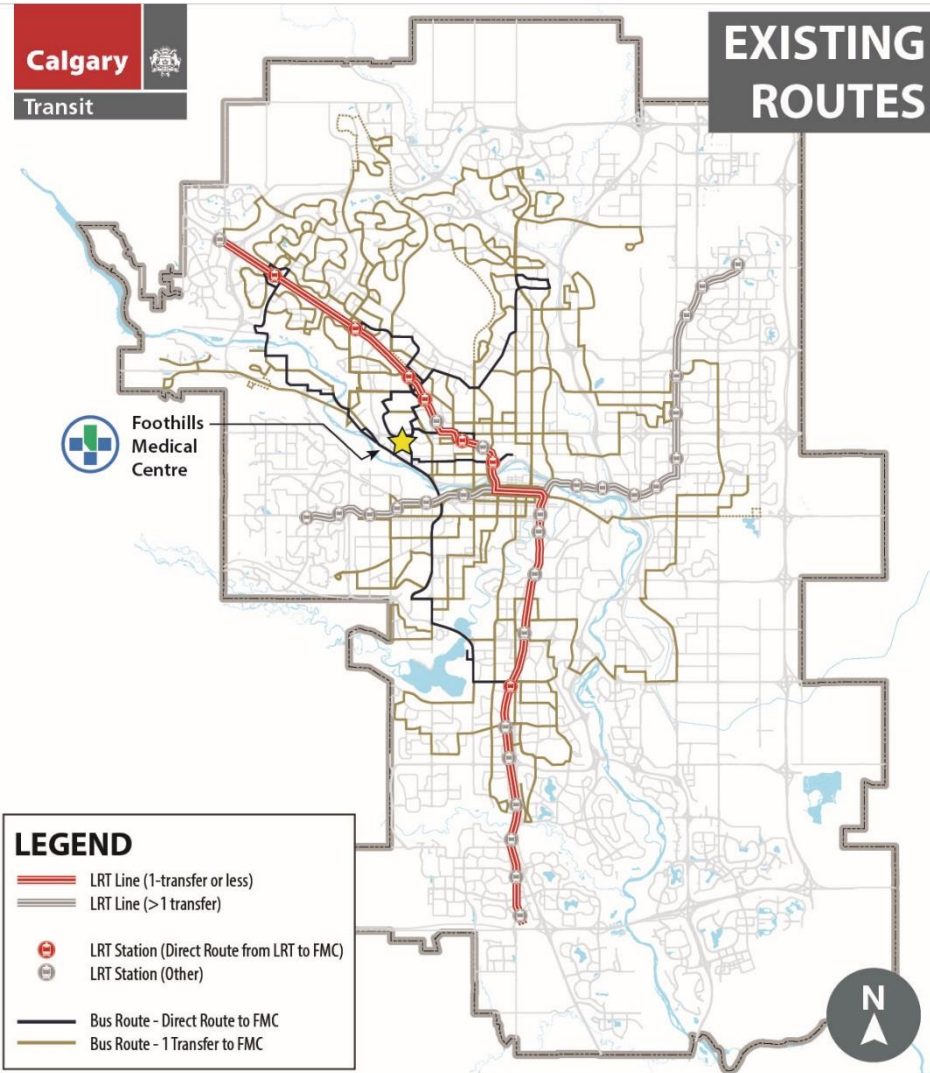 Calgary
Transit
EXISTING
ROUTES
Foothills
Medical
Centre
LEGEND
LRT Line (1-transfer or less)
LRT Line (>1 transfer)
LRT Station (Direct Route from LRT to FMC)
LRT Station (Other)
Bus Route - Direct Route to FMC
Bus Route - 1 Transfer to FMC
N